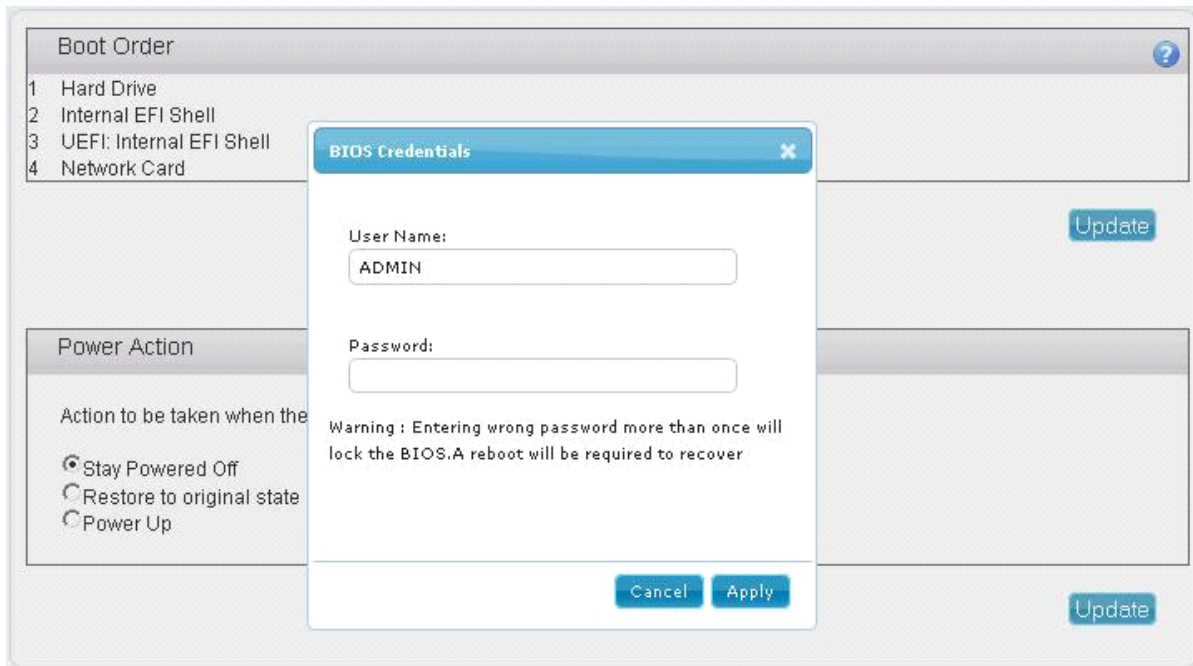 Boot Order
?
1 Hard Drive
2 Internal EFI Shell
3 UEFI: Internal EFI Shell
4 Network Card
Update
BIOS Credentials
User Name:
ADMIN
Password:
Warning : Entering wrong password more than once will
lock the BIOS.A reboot will be required to recover
Cancel Apply
Power Action
Action to be taken when the
Stay Powered Off
Restore to original state
Power Up
Update